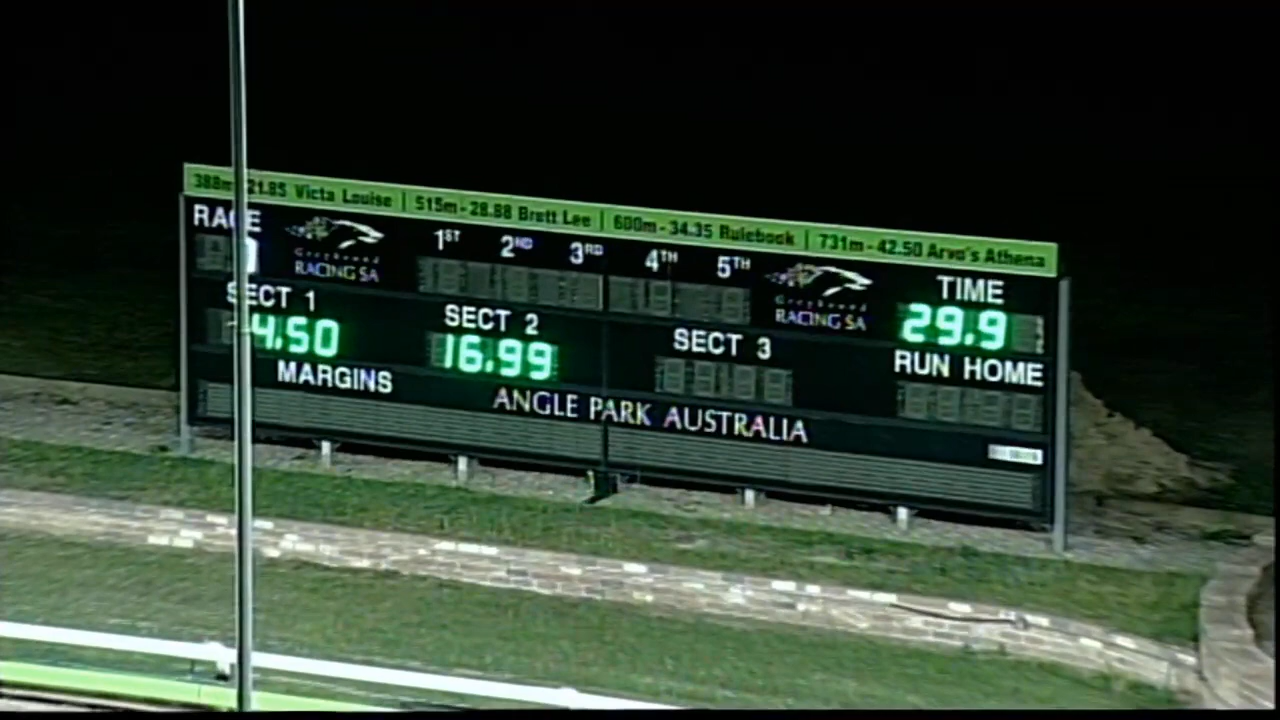 388m - 21.85 Victa Louise | 515m - 28.88 Brett Lee | 600m - 34.35 Rulebook | 731m - 42.50 Arvo's Athena
RACE
Greyhound
RACING SA
1ST 2ND 3RD 4TH 5TH
Greyhound
RACING SA
TIME
29.9
SECT 1
4.50
SECT 2
16.99
SECT 3
RUN HOME
MARGINS
ANGLE PARK AUSTRALIA